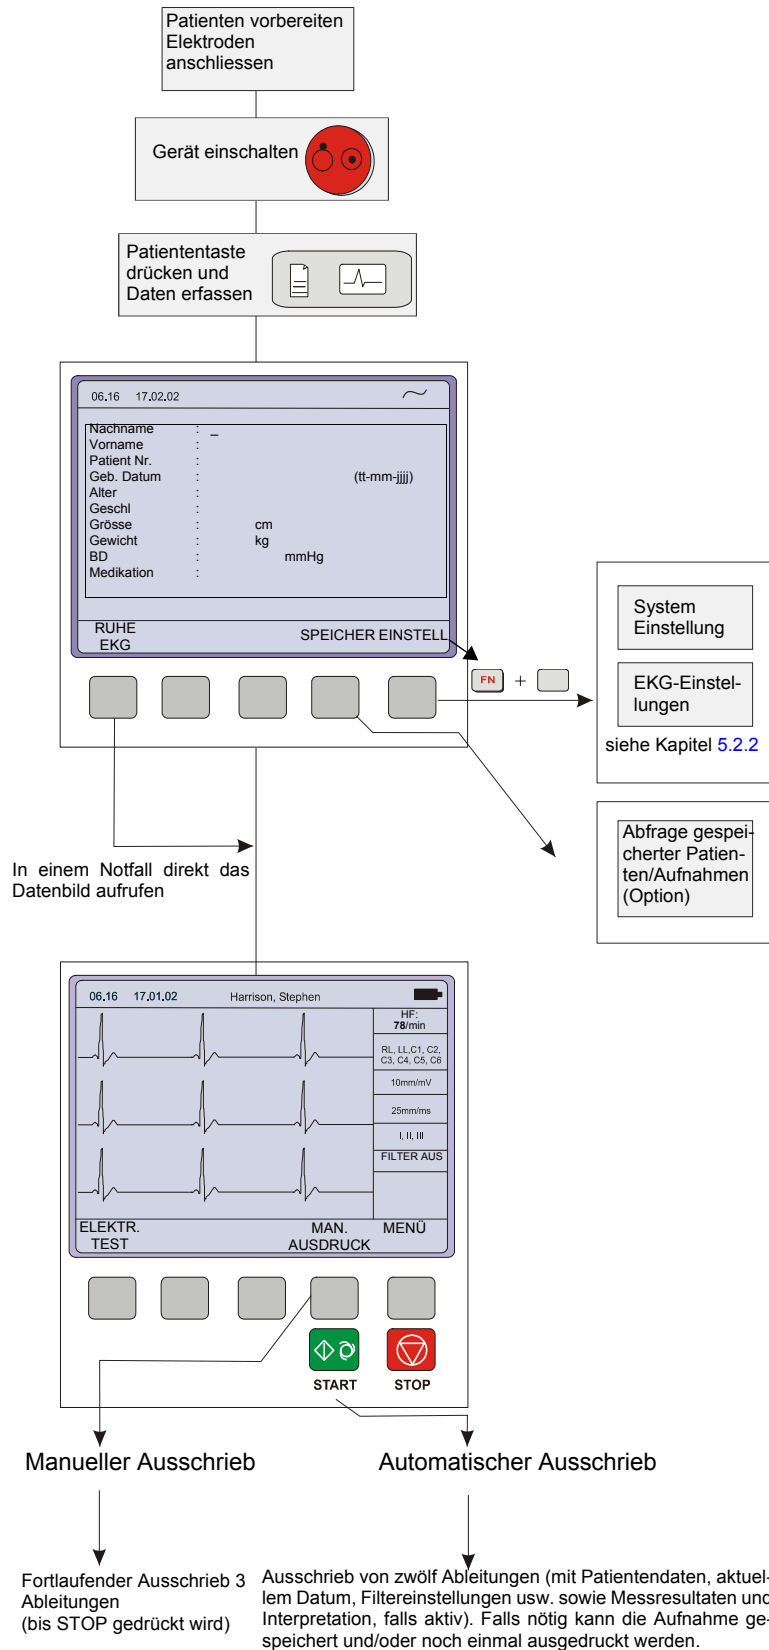 Patienten vorbereiten
Elektroden
anschliessen
Gerät einschalten
Patiententaste
drücken und
Daten erfassen
06.16 17.02.02
Nachname : _
Vorname :
Patient Nr. :
Geb. Datum : (tt-mm-jjjj)
Alter :
Geschl :
Grösse : cm
Gewicht : kg
BD : mmHg
Medikation :
RUHE
EKG
SPEICHER EINSTELL
FN +
System
Einstellung
EKG-Einstel-
lungen
siehe Kapitel 5.2.2
Abfrage gespei-
cherter Patien-
ten/Aufnahmen
(Option)
In einem Notfall direkt das
Datenbild aufrufen
06.16 17.01.02 Harrison, Stephen
HF:
78/min
RL, LL,C1, C2,
C3, C4, C5, C6
10mm/mV
25mm/ms
I, II, III
FILTER AUS
ELEKTR.
TEST
MAN.
AUSDRUCK
MENÜ
START
STOP
Manueller Ausschrieb
Automatischer Ausschrieb
Fortlaufender Ausschrieb 3
Ableitungen
(bis STOP gedrückt wird)
Ausschrieb von zwölf Ableitungen (mit Patientendaten, aktuel-
lem Datum, Filtereinstellungen usw. sowie Messresultaten und
Interpretation, falls aktiv). Falls nötig kann die Aufnahme ge-
speichert und/oder noch einmal ausgedruckt werden.